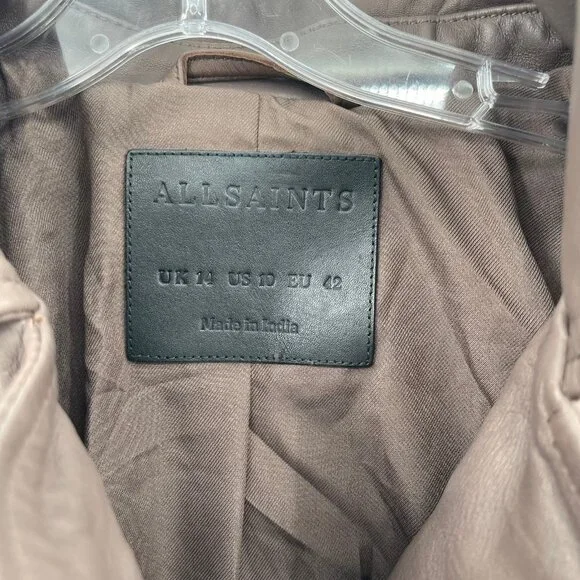 ALLSAINTS
UK 14 US 10 EU 42
Made in India